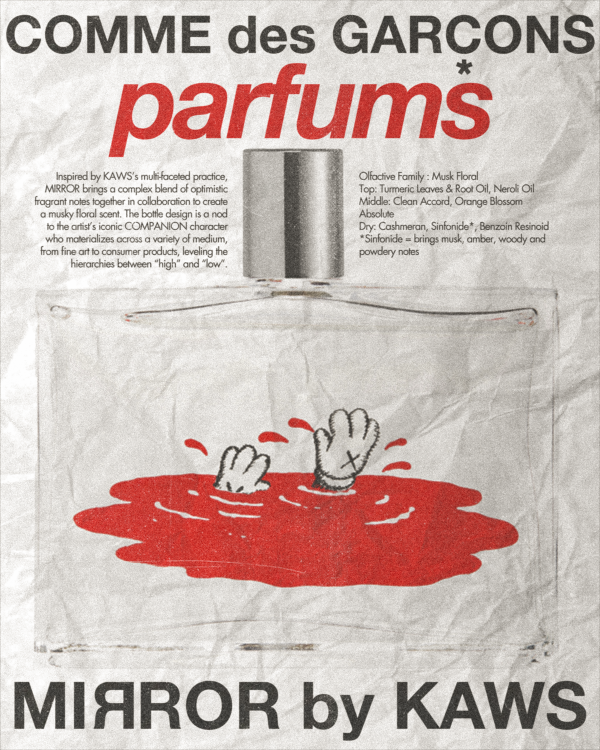 COMME des GARÇONS
parfums*
Inspired by KAWS's multi-faceted practice,
MIRROR brings a complex blend of optimistic
fragrant notes together in collaboration to create
a musky floral scent. The bottle design is a nod
to the artist's iconic COMPANION character
who materializes across a variety of medium,
from fine art to consumer products, leveling the
hierarchies between "high" and "low".
Olfactive Family : Musk Floral
Top: Turmeric Leaves & Root Oil, Neroli Oil
Middle: Clean Accord, Orange Blossom
Absolute
Dry: Cashmeran, Sinfonide*, Benzoin Resinoid
*Sinfonide = brings musk, amber, woody and
powdery notes
MIЯROR by KAWS